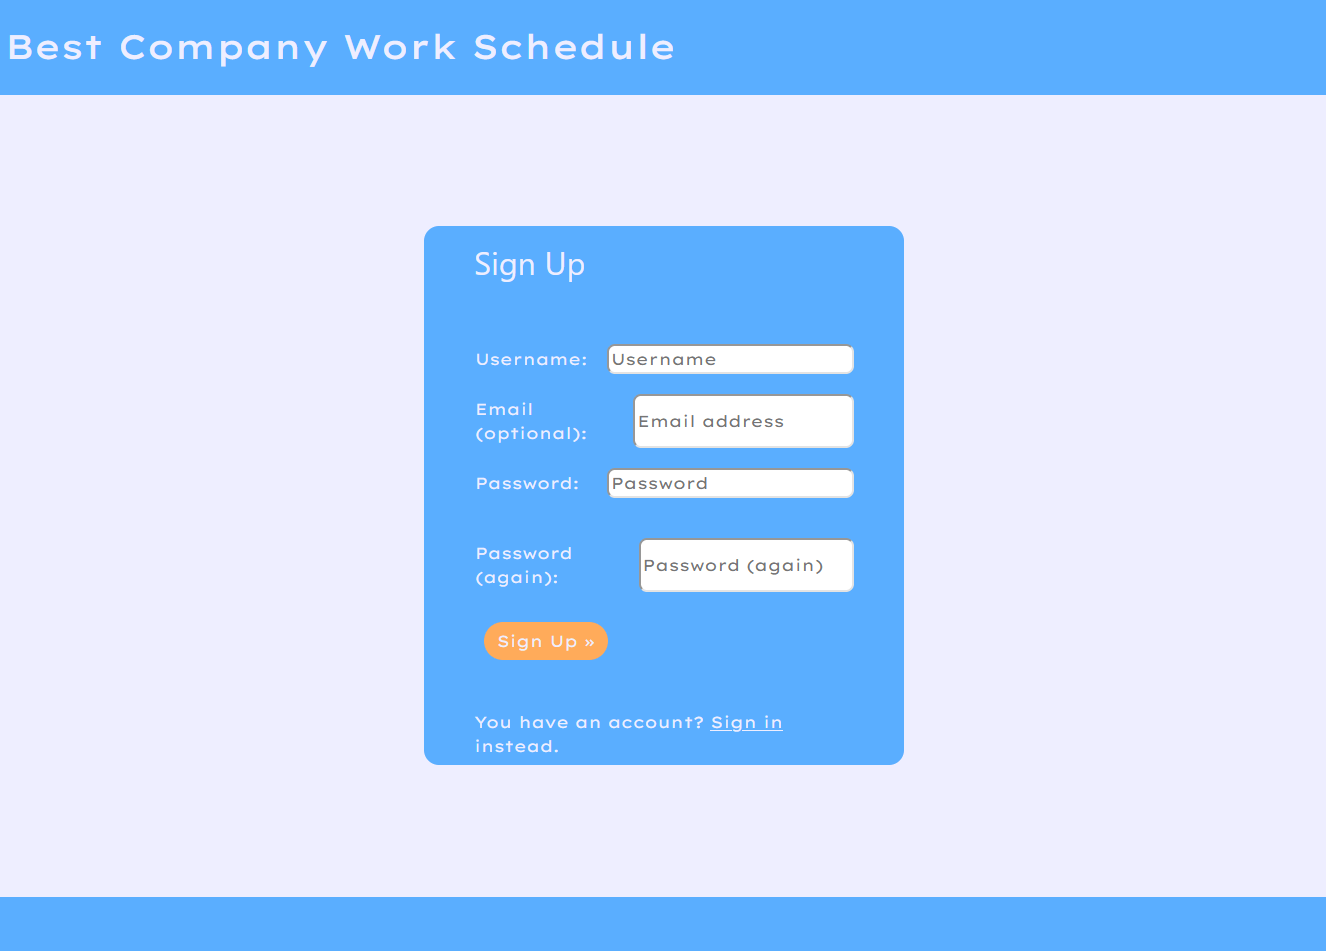 Best Company Work Schedule
Sign Up
Username: Username
Email
(optional): Email address
Password: Password
Password
(again): Password (again)
Sign Up »
You have an account? Sign in
instead.